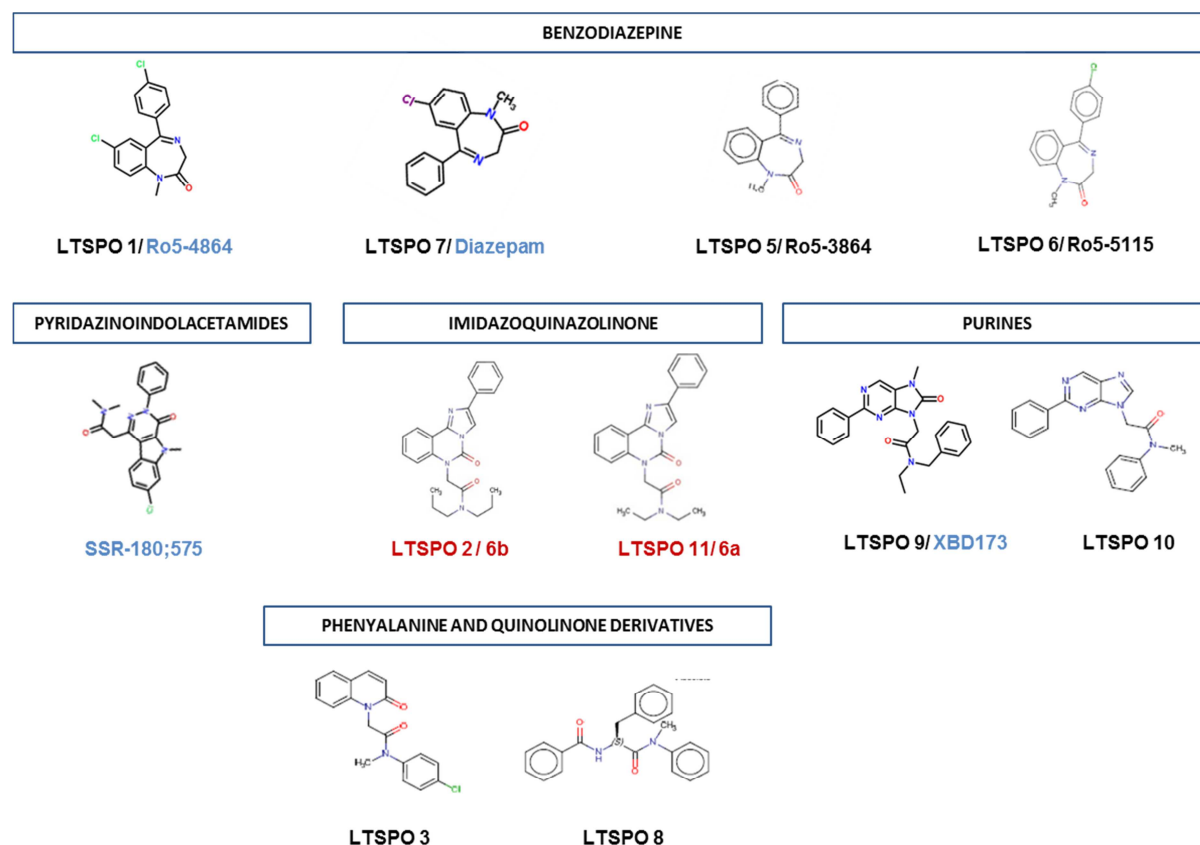 BENZODIAZEPINE
LTSPO 1/ Ro5-4864
LTSPO 7/ Diazepam
LTSPO 5/ Ro5-3864
LTSPO 6/ Ro5-5115
PYRIDAZINOINDOLACETAMIDES
IMIDAZOQUINAZOLINONE
PURINES
SSR-180;575
LTSPO 2 / 6b
LTSPO 11/ 6a
LTSPO 9/ XBD173
LTSPO 10
PHENYALANINE AND QUINOLINONE DERIVATIVES
LTSPO 3
LTSPO 8